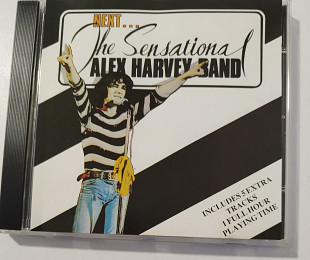 NEXT...
The Sensational
ALEX HARVEY BAND
INCLUDES 5 EXTRA
TRACKS
1 FULL HOUR
PLAYING TIME